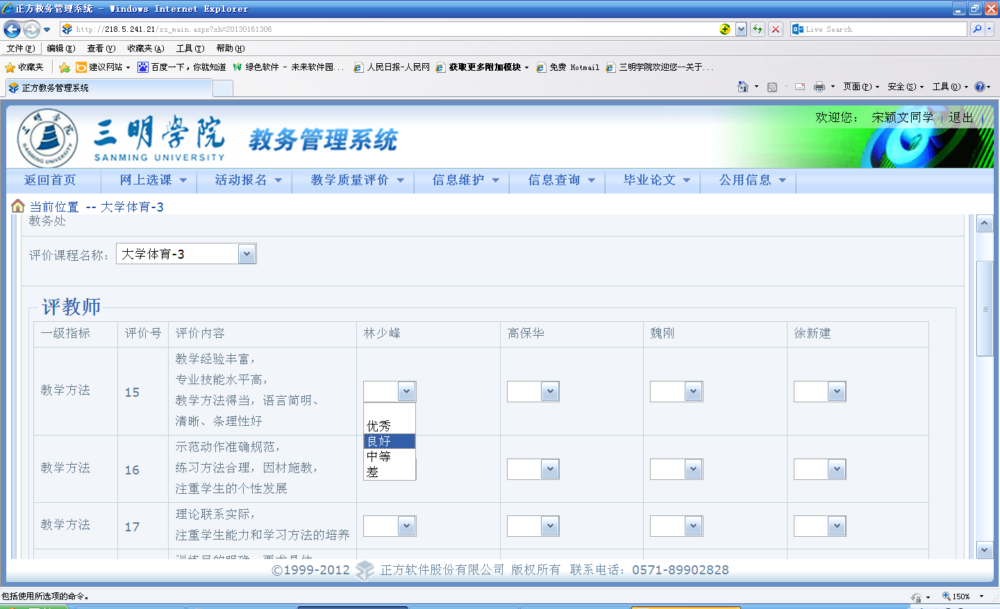 正方教务管理系统 - Windows Internet Explorer
http://218.5.241.21/xs_main.aspx?xh=20130161306
Live Search
文件(F) 编辑(E) 查看(V) 收藏夹(A) 工具(T) 帮助(H)
收藏夹 建议网站 百度一下，你就知道 绿色软件 - 未来软件园... 人民日报-人民网 获取更多附加模块 免费 Hotmail 三明学院欢迎您--关于...
正方教务管理系统
页面(P) 安全(S) 工具(O)
三明学院 SANMING UNIVERSITY 教务管理系统
欢迎您： 宋颖文同学 退出
返回首页 网上选课 活动报名 教学质量评价 信息维护 信息查询 毕业论文 公用信息
当前位置 -- 大学体育-3
教务处
评价课程名称： 大学体育-3
评教师
一级指标 评价号 评价内容 林少峰 高保华 魏刚 徐新建
教学方法 15 教学经验丰富，
专业技能水平高，
教学方法得当，语言简明、
清晰、条理性好
优秀
良好
中等
差
教学方法 16 示范动作准确规范，
练习方法合理，因材施教，
注重学生的个性发展
教学方法 17 理论联系实际，
注重学生能力和学习方法的培养
©1999-2012 正方软件股份有限公司 版权所有 联系电话：0571-89902828
包括使用所选项的命令。
150%